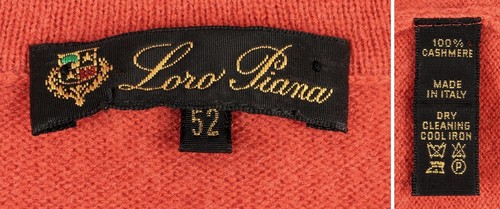 Loro Piana
52
100%
CASHMERE
MADE
IN ITALY
DRY
CLEANING
COOL IRON
P